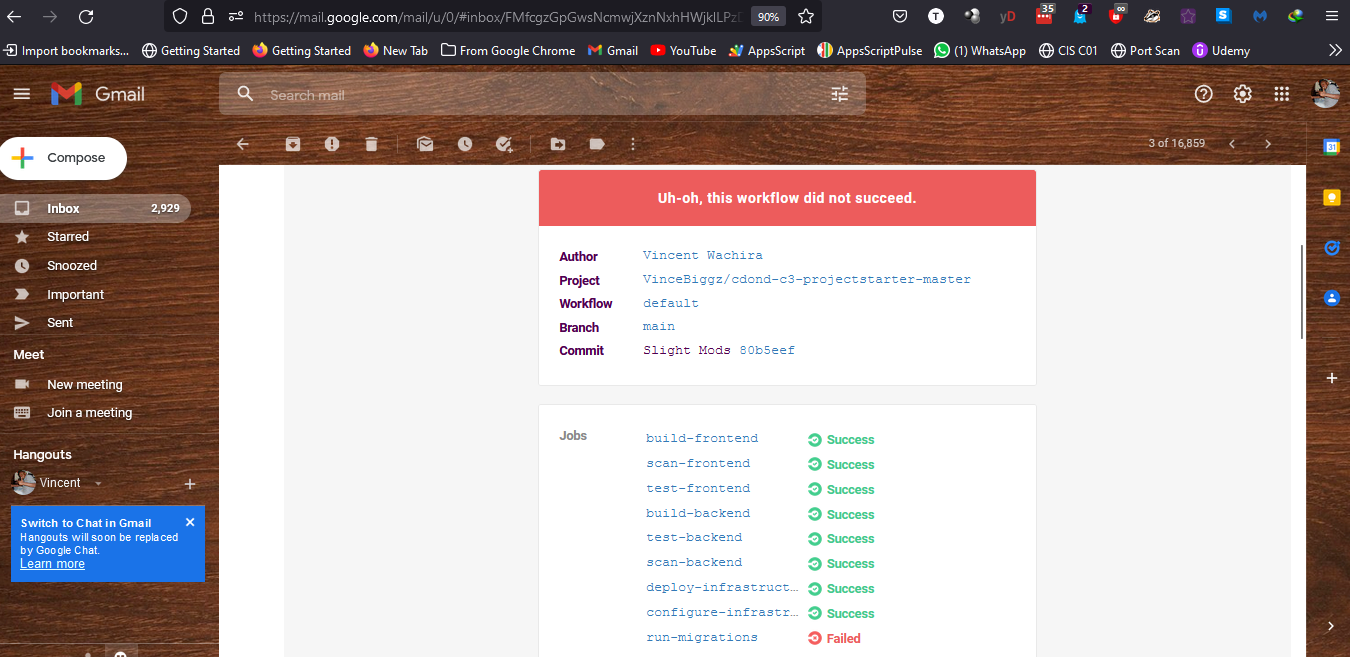 https://mail.google.com/mail/u/0/#inbox/FMfcgzGpGwsNcmwjXznNxhHWjkILPzD
90%
T
yD
35
2
∞
S
Import bookmarks...
Getting Started
Getting Started
New Tab
From Google Chrome
Gmail
YouTube
AppsScript
AppsScriptPulse
(1) WhatsApp
CIS C01
Port Scan
Udemy
Gmail
Search mail
Compose
3 of 16,859
31
Inbox 2,929
Starred
Snoozed
Important
Sent
Meet
New meeting
Join a meeting
Hangouts
Vincent
Switch to Chat in Gmail
Hangouts will soon be replaced
by Google Chat.
Learn more
Uh-oh, this workflow did not succeed.
Author Vincent Wachira
Project VinceBiggz/cdond-c3-projectstarter-master
Workflow default
Branch main
Commit Slight Mods 80b5eef
Jobs
build-frontend Success
scan-frontend Success
test-frontend Success
build-backend Success
test-backend Success
scan-backend Success
deploy-infrastruct... Success
configure-infrastr... Success
run-migrations Failed